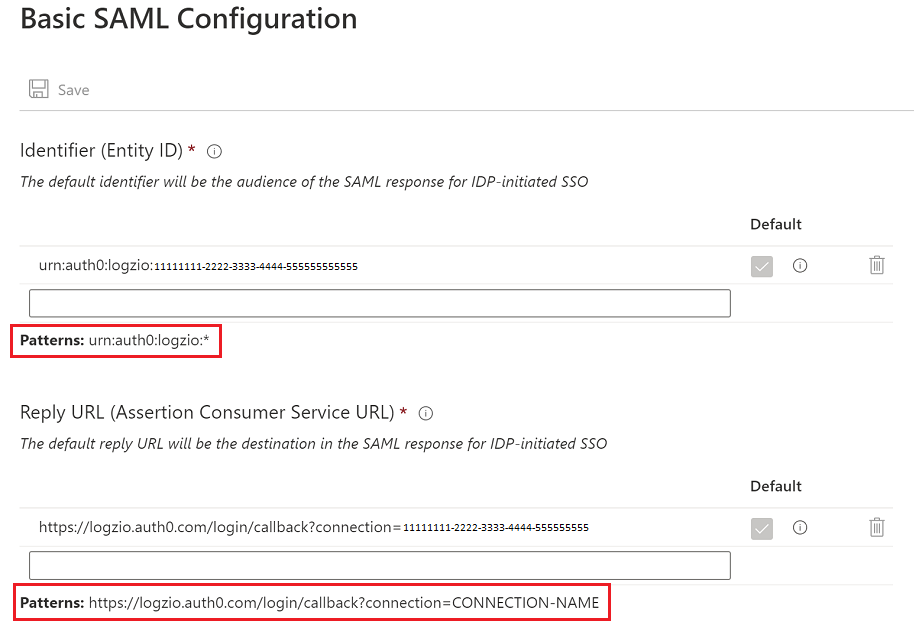 Basic SAML Configuration
Save
Identifier (Entity ID) *
The default identifier will be the audience of the SAML response for IDP-initiated SSO
Default
urn:auth0:logzio:11111111-2222-3333-4444-555555555555
Patterns: urn:auth0:logzio:*
Reply URL (Assertion Consumer Service URL) *
The default reply URL will be the destination in the SAML response for IDP-initiated SSO
Default
https://logzio.auth0.com/login/callback?connection=11111111-2222-3333-4444-555555555
Patterns: https://logzio.auth0.com/login/callback?connection=CONNECTION-NAME